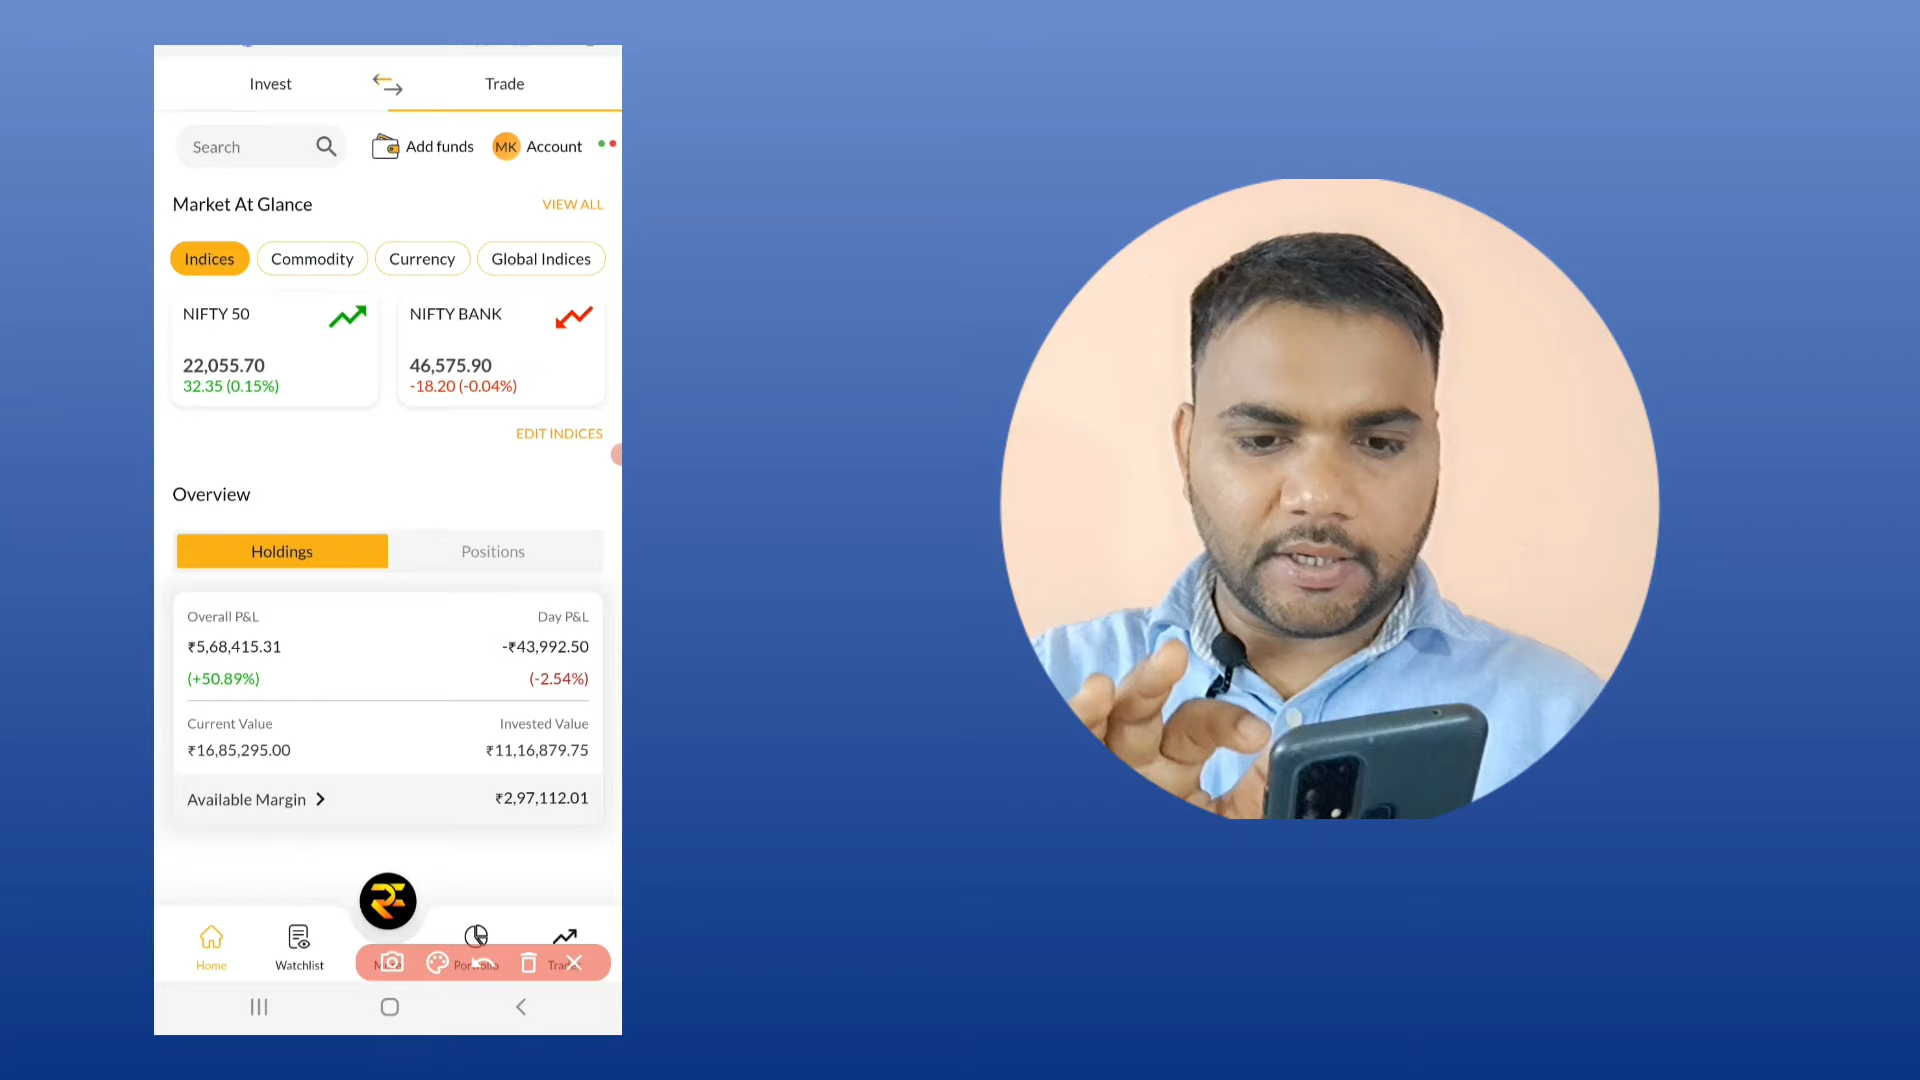 Invest
Trade
Search
Add funds
MK
Account
Market At Glance
VIEW ALL
Indices
Commodity
Currency
Global Indices
NIFTY 50
22,055.70
32.35 (0.15%)
NIFTY BANK
46,575.90
-18.20 (-0.04%)
EDIT INDICES
Overview
Holdings
Positions
Overall P&L
Day P&L
₹5,68,415.31
-₹43,992.50
(+50.89%)
(-2.54%)
Current Value
Invested Value
₹16,85,295.00
₹11,16,879.75
Available Margin
₹2,97,112.01
Home
Watchlist